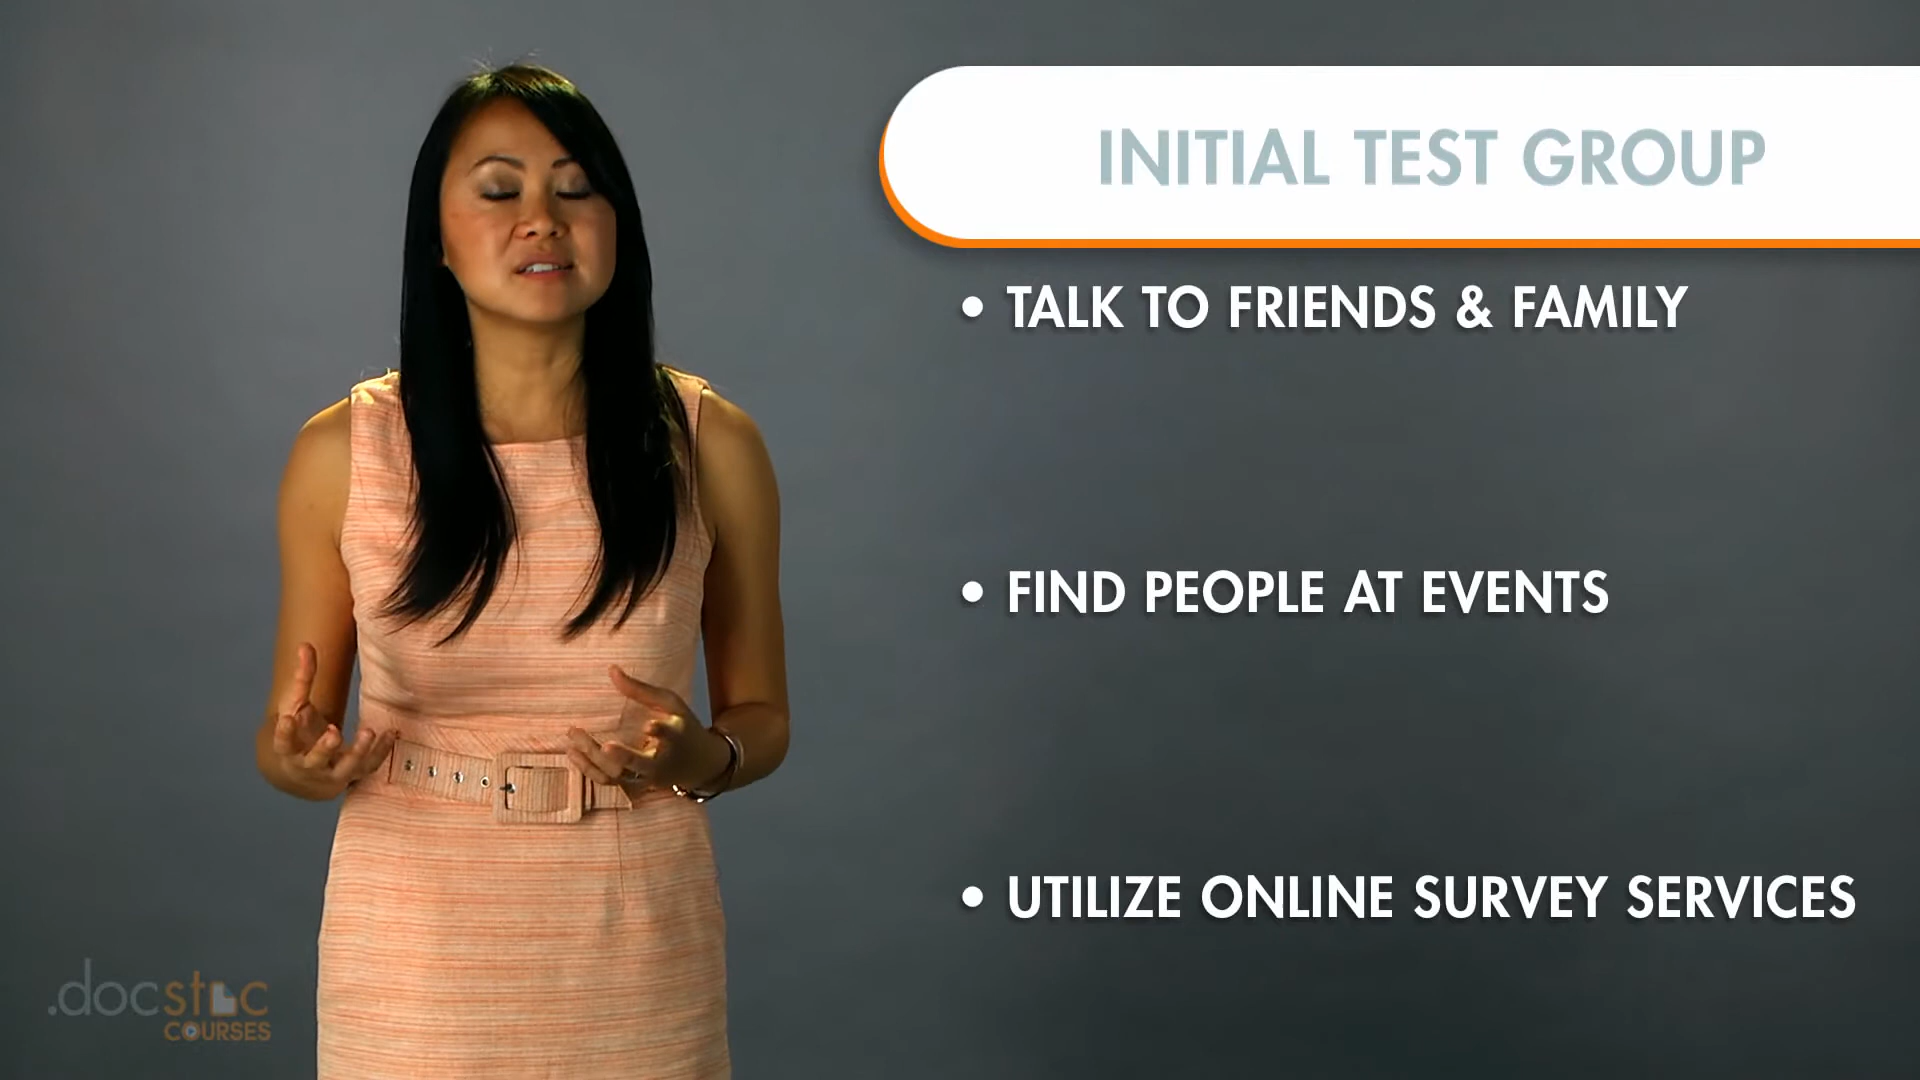 INITIAL TEST GROUP
• TALK TO FRIENDS & FAMILY
• FIND PEOPLE AT EVENTS
• UTILIZE ONLINE SURVEY SERVICES
.docstoc
COURSES